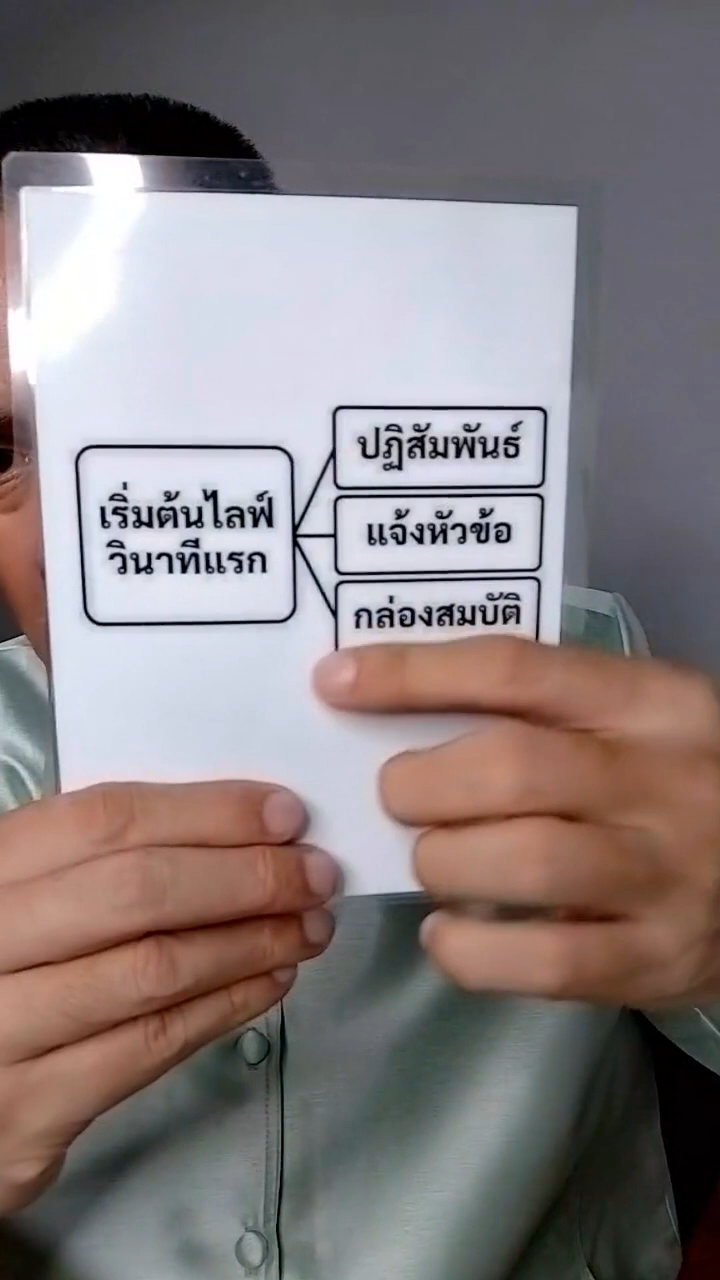 เริ่มต้นไลฟ์
วินาทีแรก
ปฏิสัมพันธ์
แจ้งหัวข้อ
กล่องสมบัติ